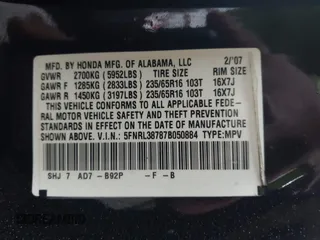 MFD. BY HONDA MFG. OF ALABAMA, LLC 2/'07
GVWR 2700KG (5952LBS) TIRE SIZE RIM SIZE
GAWR F 1285KG (2833LBS) 235/65R16 103T 16X7J
GAWR R 1450KG (3197LBS) 235/65R16 103T 16X7J
THIS VEHICLE CONFORMS TO ALL APPLICABLE FEDE-
RAL MOTOR VEHICLE SAFETY AND THEFT PREVENTION
STANDARDS IN EFFECT ON THE DATE OF MANUFACTURE
SHOWN ABOVE. V.I.N.: 5FNRL38787B050884 TYPE:MPV
SHJ 7 AD7 -B92P -F -B